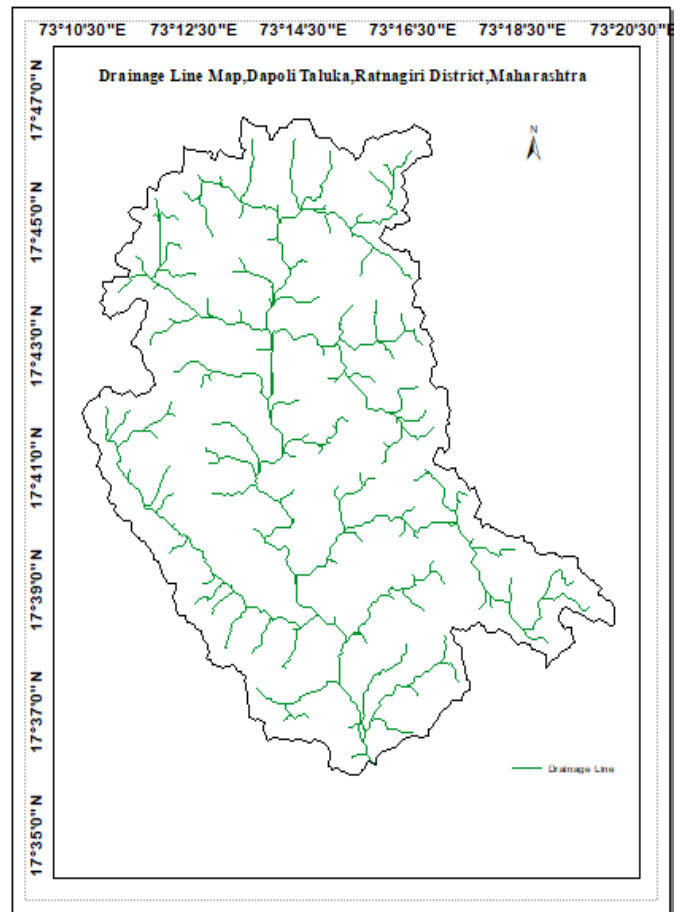 73°10'30"E 73°12'30"E 73°14'30"E 73°16'30"E 73°18'30"E 73°20'30"E
Drainage Line Map,Dapoli Taluka,Ratnagiri District,Maharashtra
17°47'0"N
N
17°45'0"N
17°43'0"N
17°41'0"N
17°39'0"N
17°37'0"N
Drainage Line
17°35'0"N